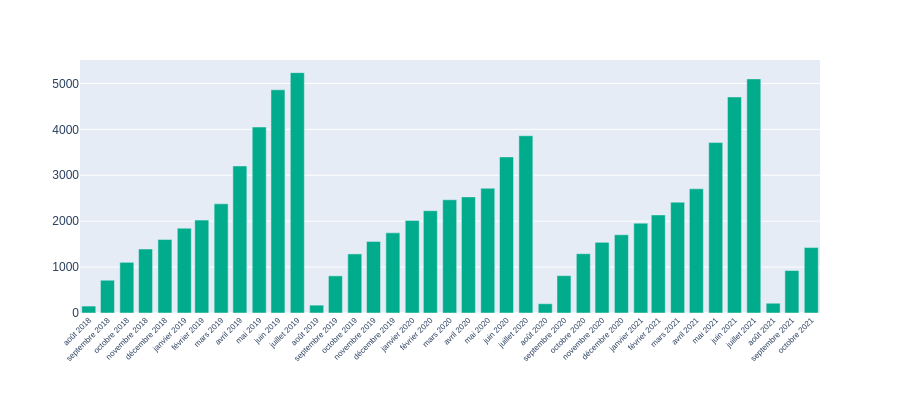 5000
4000
3000
2000
1000
0
août 2018
septembre 2018
octobre 2018
novembre 2018
décembre 2018
janvier 2019
février 2019
mars 2019
avril 2019
mai 2019
juin 2019
juillet 2019
août 2019
septembre 2019
octobre 2019
novembre 2019
décembre 2019
janvier 2020
février 2020
mars 2020
avril 2020
mai 2020
juin 2020
juillet 2020
août 2020
septembre 2020
octobre 2020
novembre 2020
décembre 2020
janvier 2021
février 2021
mars 2021
avril 2021
mai 2021
juin 2021
juillet 2021
août 2021
septembre 2021
octobre 2021